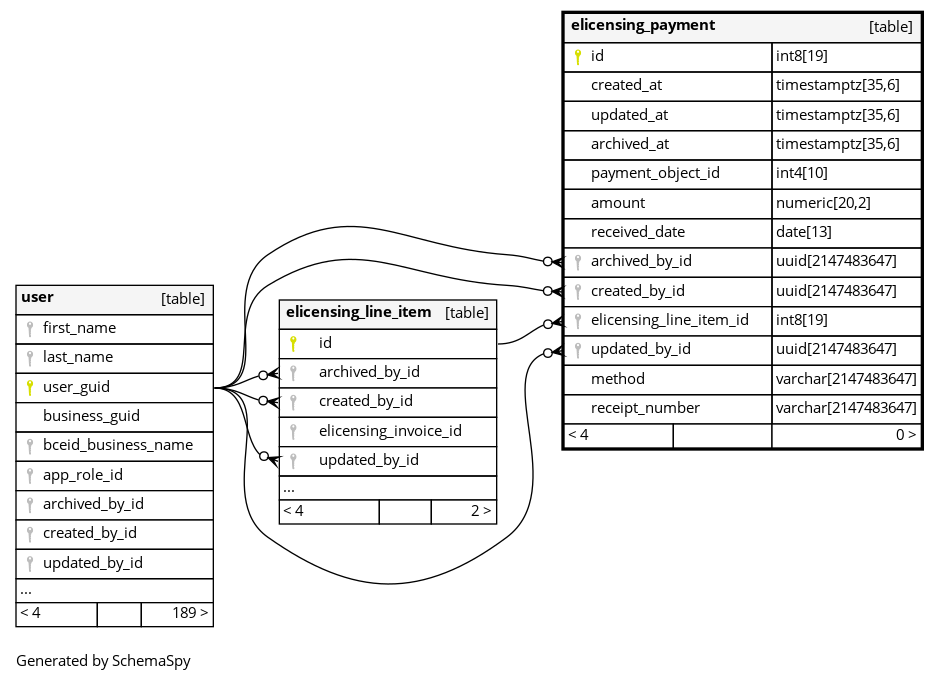 elicensing_payment [table]
id int8[19]
created_at timestamptz[35,6]
updated_at timestamptz[35,6]
archived_at timestamptz[35,6]
payment_object_id int4[10]
amount numeric[20,2]
received_date date[13]
archived_by_id uuid[2147483647]
created_by_id uuid[2147483647]
elicensing_line_item_id int8[19]
updated_by_id uuid[2147483647]
method varchar[2147483647]
receipt_number varchar[2147483647]
< 4 0 >
user [table]
first_name
last_name
user_guid
business_guid
bceid_business_name
app_role_id
archived_by_id
created_by_id
updated_by_id
...
< 4 189 >
elicensing_line_item [table]
id
archived_by_id
created_by_id
elicensing_invoice_id
updated_by_id
...
< 4 2 >
Generated by SchemaSpy